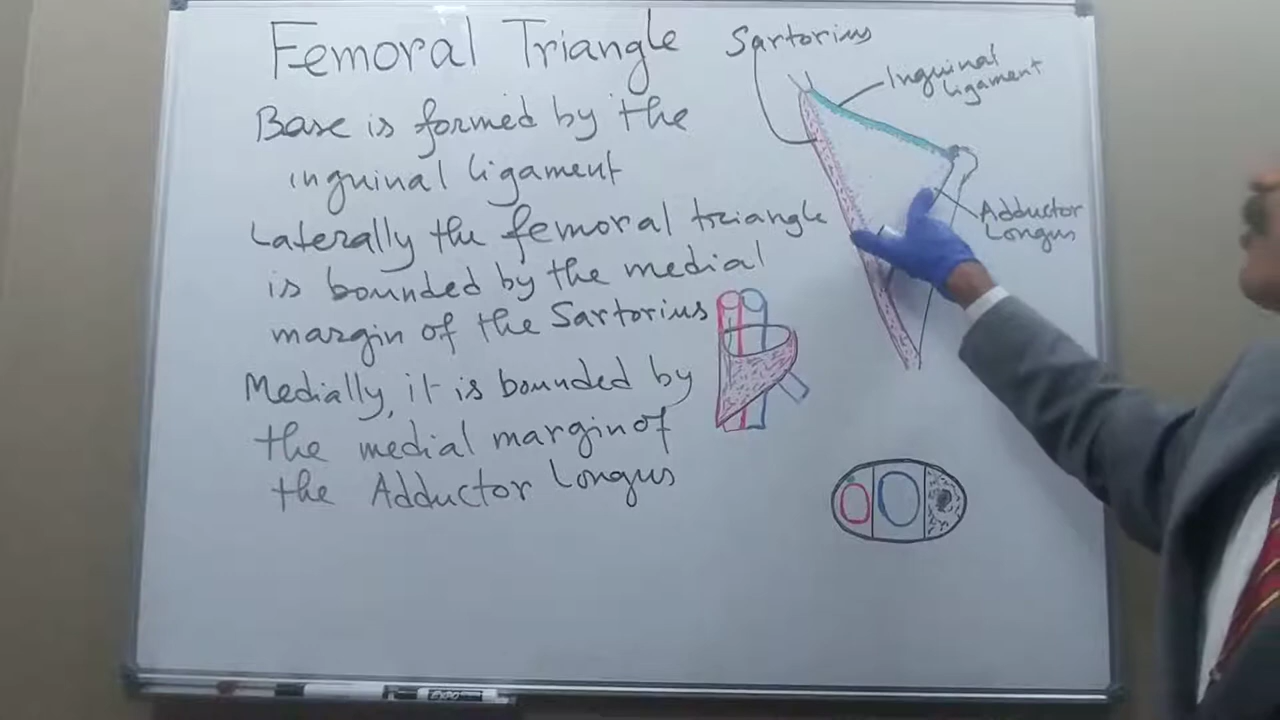 Femoral Triangle
Base is formed by the
inguinal ligament
Laterally the femoral triangle
is bounded by the medial
margin of the Sartorius
Medially, it is bounded by
the medial margin of
the Adductor Longus
Sartorius
Inguinal
ligament
Adductor
Longus
EXPO